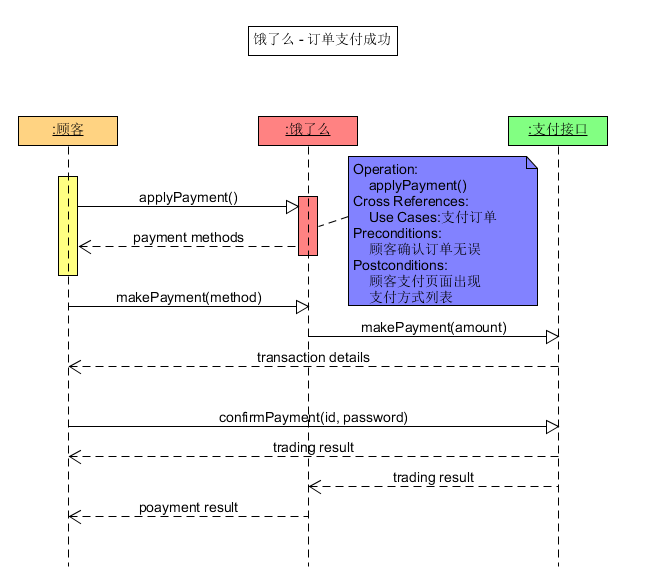 饿了么 - 订单支付成功
:顾客
:饿了么
:支付接口
Operation:
applyPayment()
Cross References:
Use Cases:支付订单
Preconditions:
顾客确认订单无误
Postconditions:
顾客支付页面出现
支付方式列表
applyPayment()
payment methods
makePayment(method)
makePayment(amount)
transaction details
confirmPayment(id, password)
trading result
trading result
poayment result